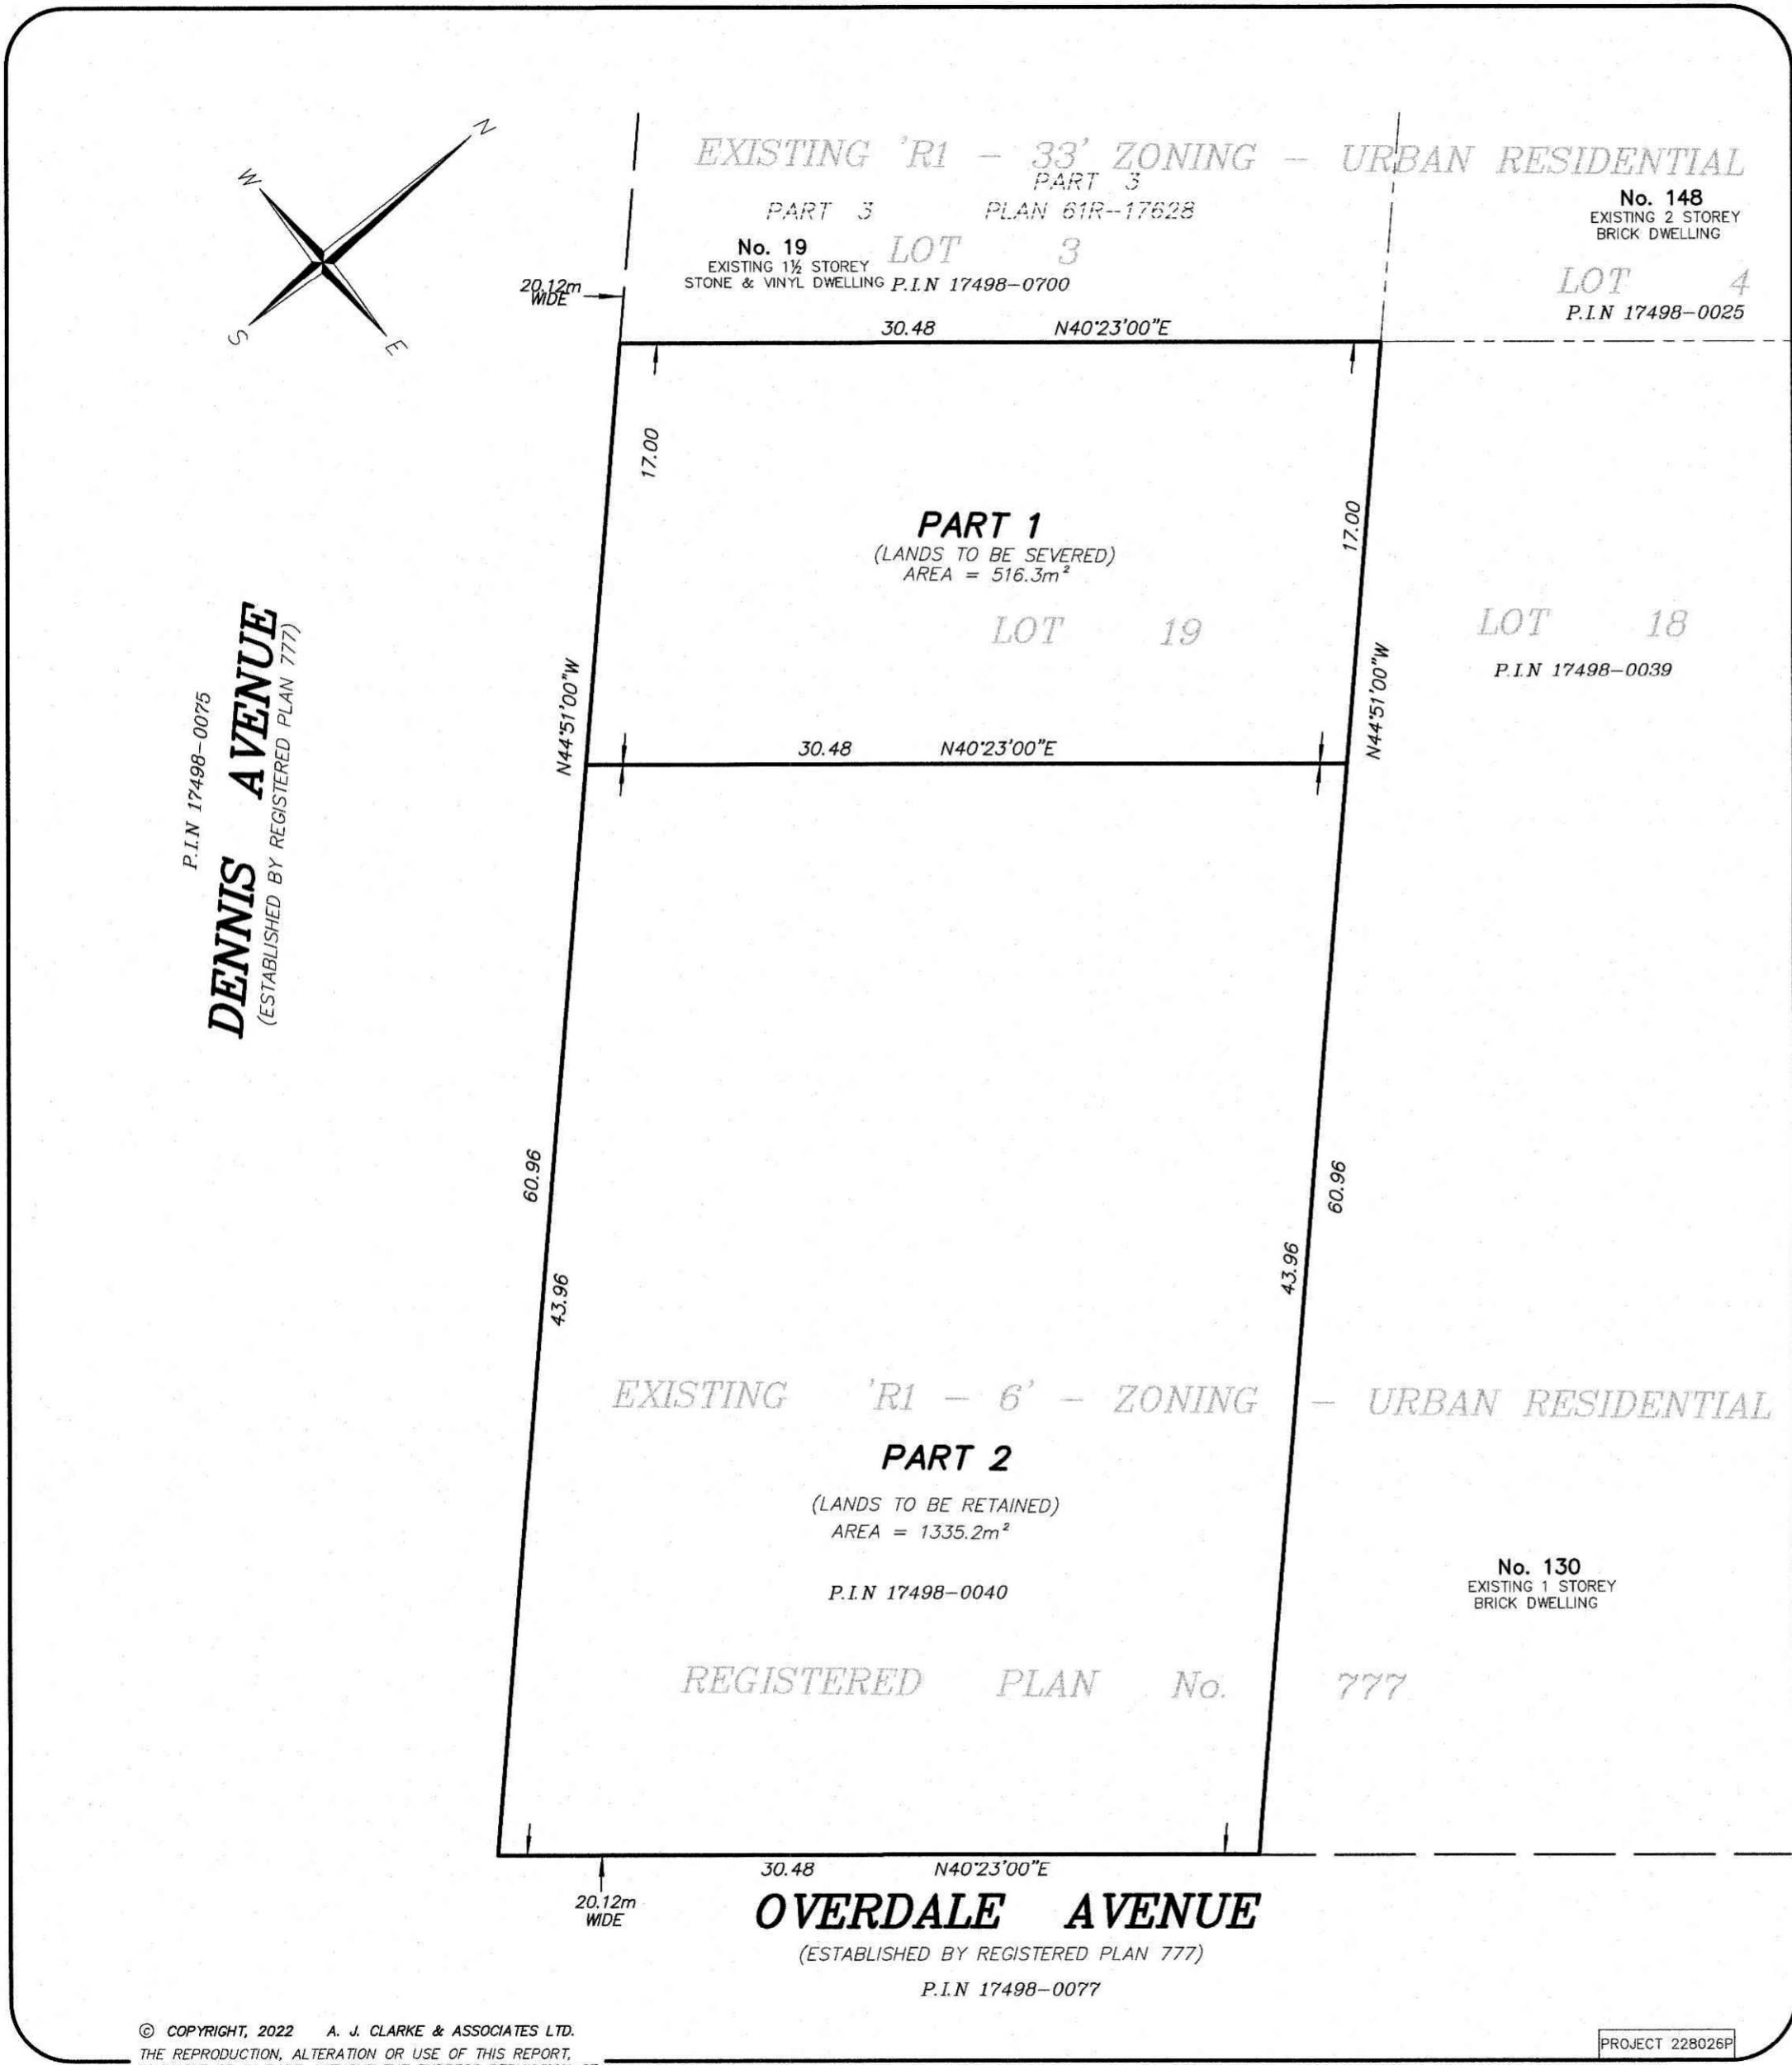 N
W
S
E
EXISTING 'R1 - 33' ZONING - URBAN RESIDENTIAL
PART 3
PART 3 PLAN 61R--17628
No. 19 LOT 3
EXISTING 1½ STOREY
STONE & VINYL DWELLING P.I.N 17498-0700
No. 148
EXISTING 2 STOREY
BRICK DWELLING
LOT 4
P.I.N 17498-0025
20.12m
WIDE
30.48 N40°23'00"E
17.00
17.00
PART 1
(LANDS TO BE SEVERED)
AREA = 516.3m²
LOT 19
LOT 18
P.I.N 17498-0039
N44°51'00"W
N44°51'00"W
30.48 N40°23'00"E
P.I.N 17498-0075
DENNIS AVENUE
(ESTABLISHED BY REGISTERED PLAN 777)
60.96
60.96
43.96
43.96
EXISTING 'R1 - 6' - ZONING - URBAN RESIDENTIAL
PART 2
(LANDS TO BE RETAINED)
AREA = 1335.2m²
P.I.N 17498-0040
No. 130
EXISTING 1 STOREY
BRICK DWELLING
REGISTERED PLAN No. 777
30.48 N40°23'00"E
20.12m
WIDE
OVERDALE AVENUE
(ESTABLISHED BY REGISTERED PLAN 777)
P.I.N 17498-0077
© COPYRIGHT, 2022 A. J. CLARKE & ASSOCIATES LTD.
THE REPRODUCTION, ALTERATION OR USE OF THIS REPORT,
PROJECT 228026P